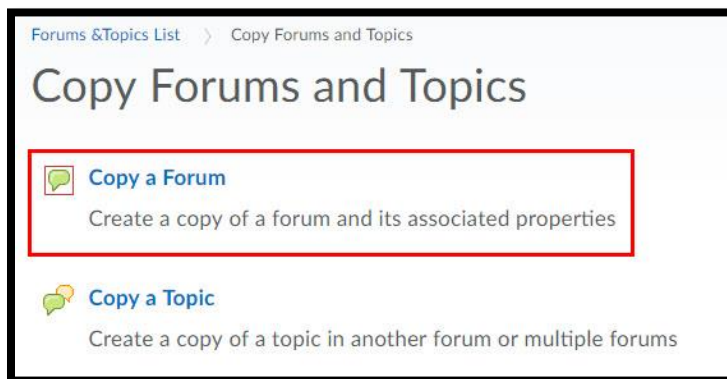 Forums &Topics List > Copy Forums and Topics
Copy Forums and Topics
Copy a Forum
Create a copy of a forum and its associated properties
Copy a Topic
Create a copy of a topic in another forum or multiple forums